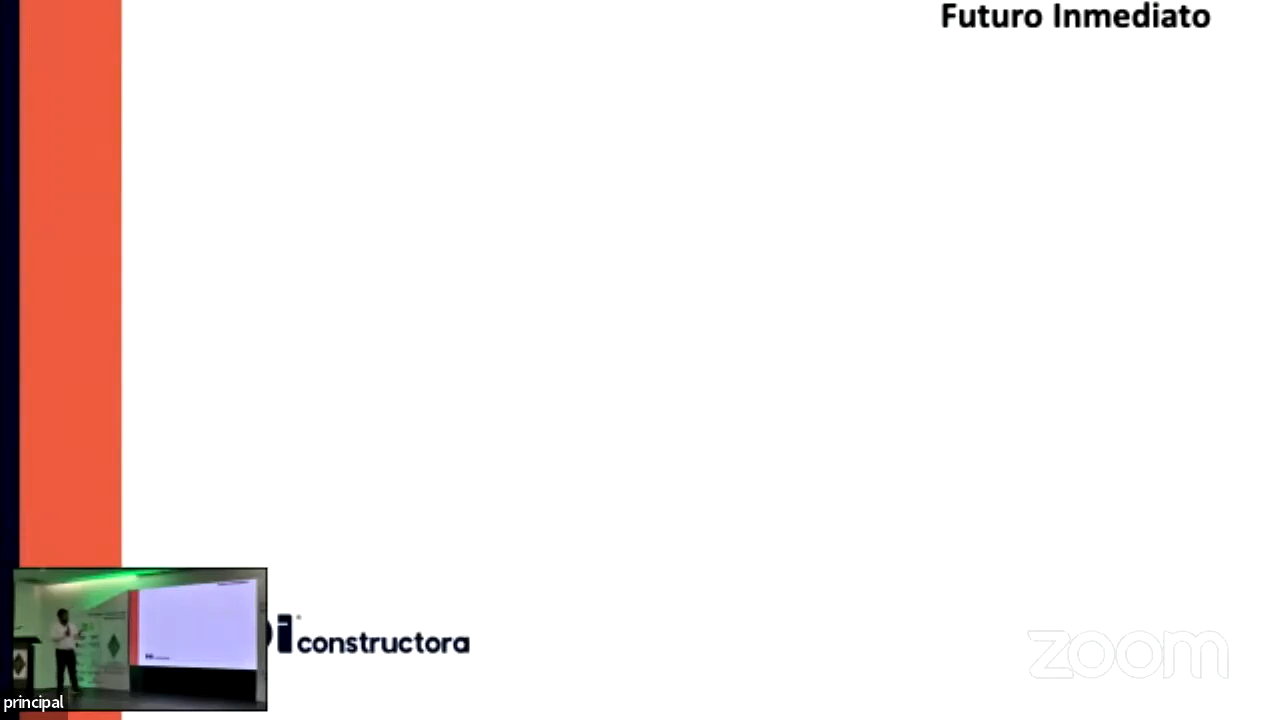 Futuro Inmediato
constructora
zoom
principal